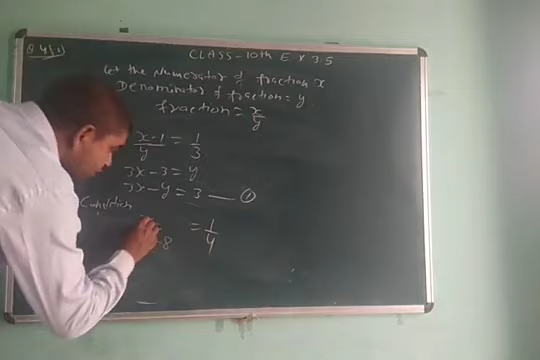 Q 4(i)
CLASS-10th EX 3.5
Let the Numerator of fraction x
Denominator of fraction = y
fraction = x/y
x-1/y = 1/3
3x-3 = y
3x-y = 3 — ①
Condition
= 1/4
8